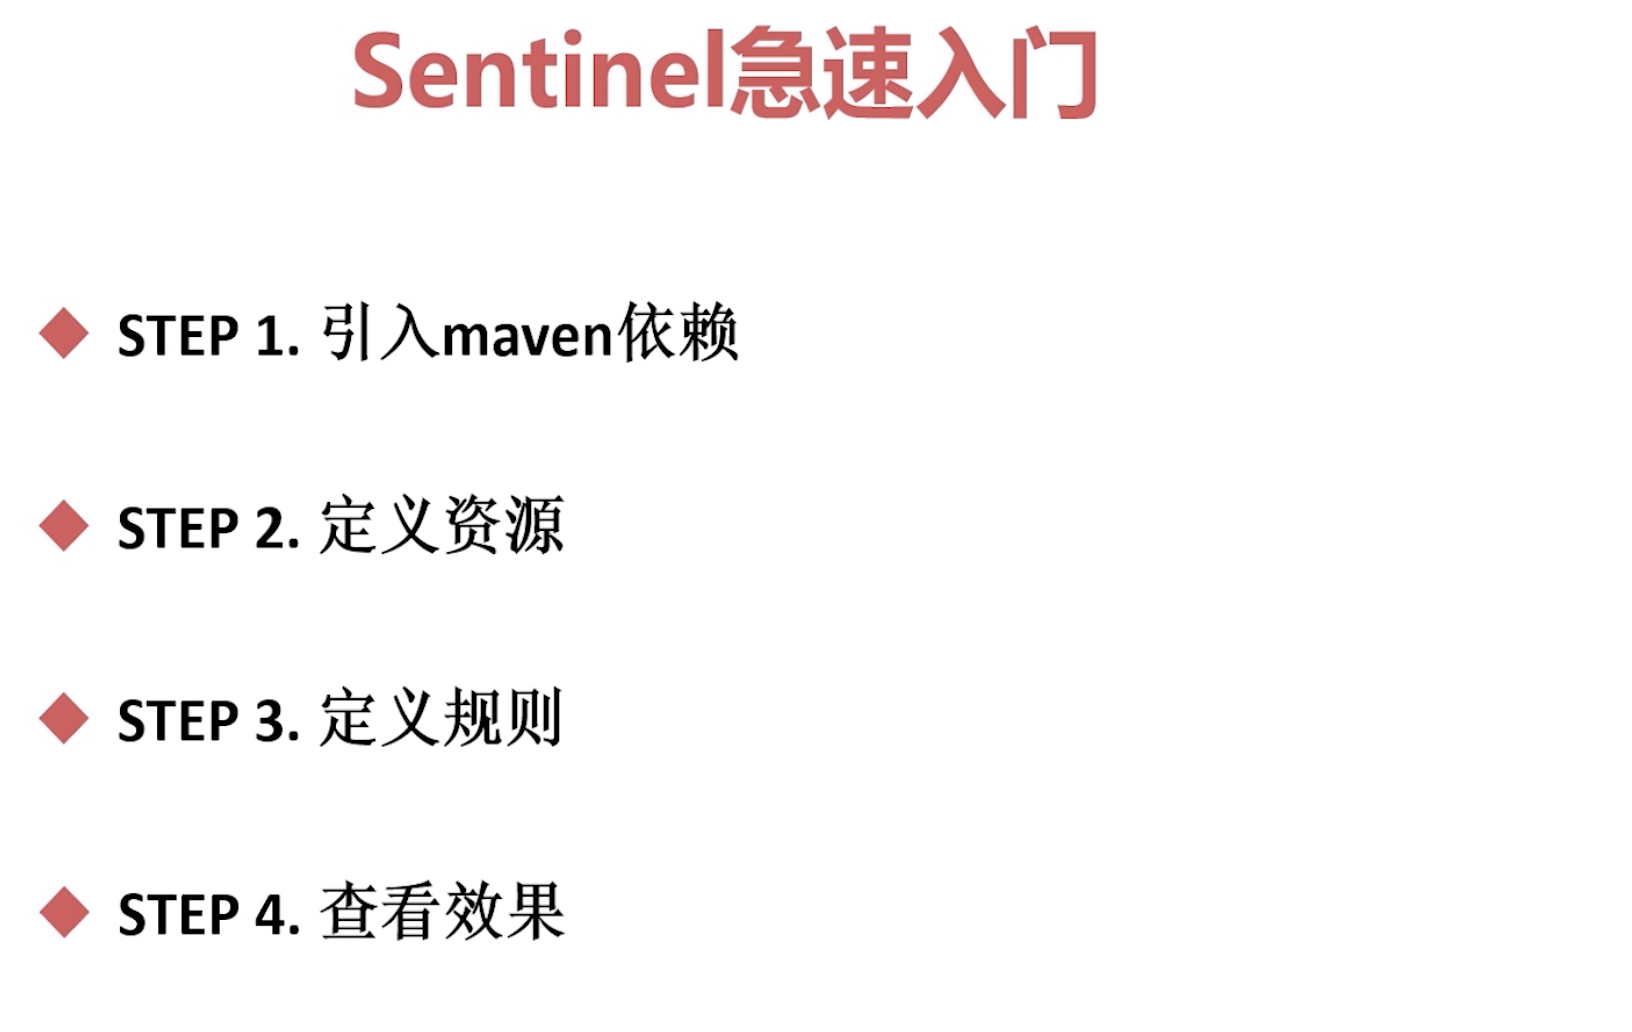 Sentinel急速入门
STEP 1. 引入maven依赖
STEP 2. 定义资源
STEP 3. 定义规则
STEP 4. 查看效果